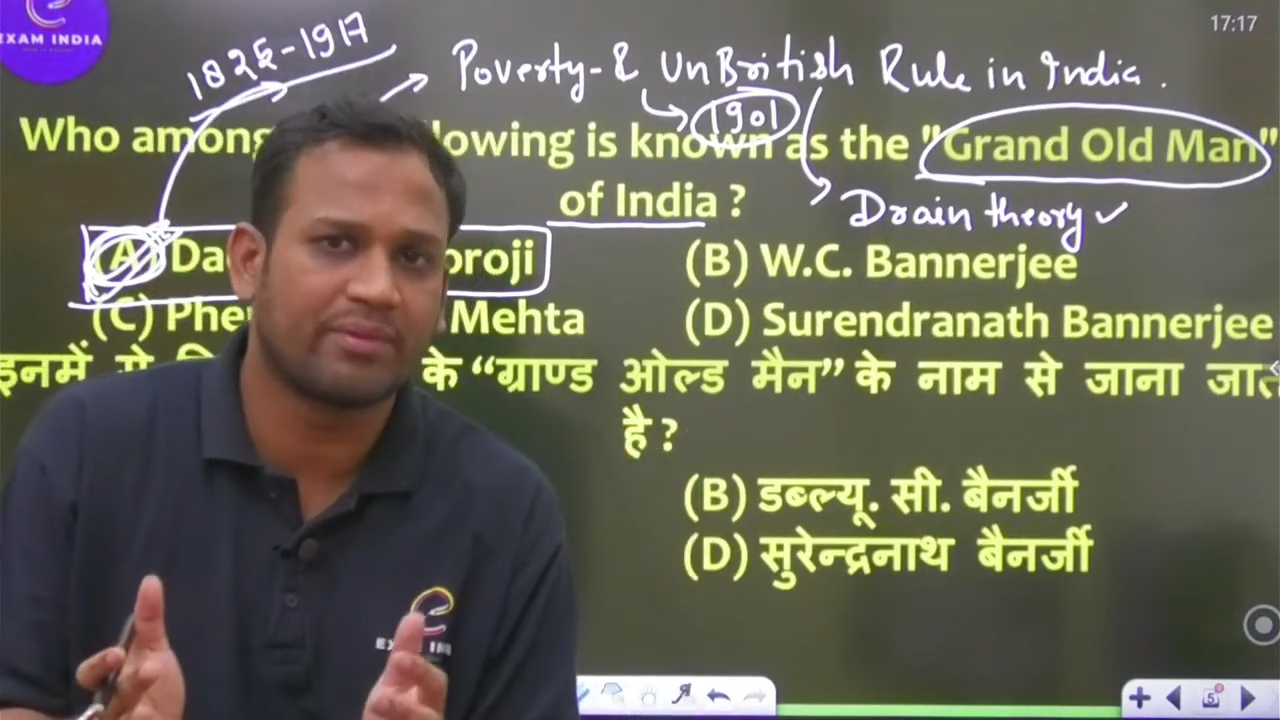 EXAM INDIA
17:17
1825-1917
Poverty-& UnBritish Rule in India.
1901
Who among lowing is known as the "Grand Old Man"
of India ?
Drain theory
(A) Da oroji (B) W.C. Bannerjee
(C) Phe Mehta (D) Surendranath Bannerjee
इनमें से के “ग्राण्ड ओल्ड मैन” के नाम से जाना जात
है ?
(B) डब्ल्यू. सी. बैनर्जी
(D) सुरेन्द्रनाथ बैनर्जी
5